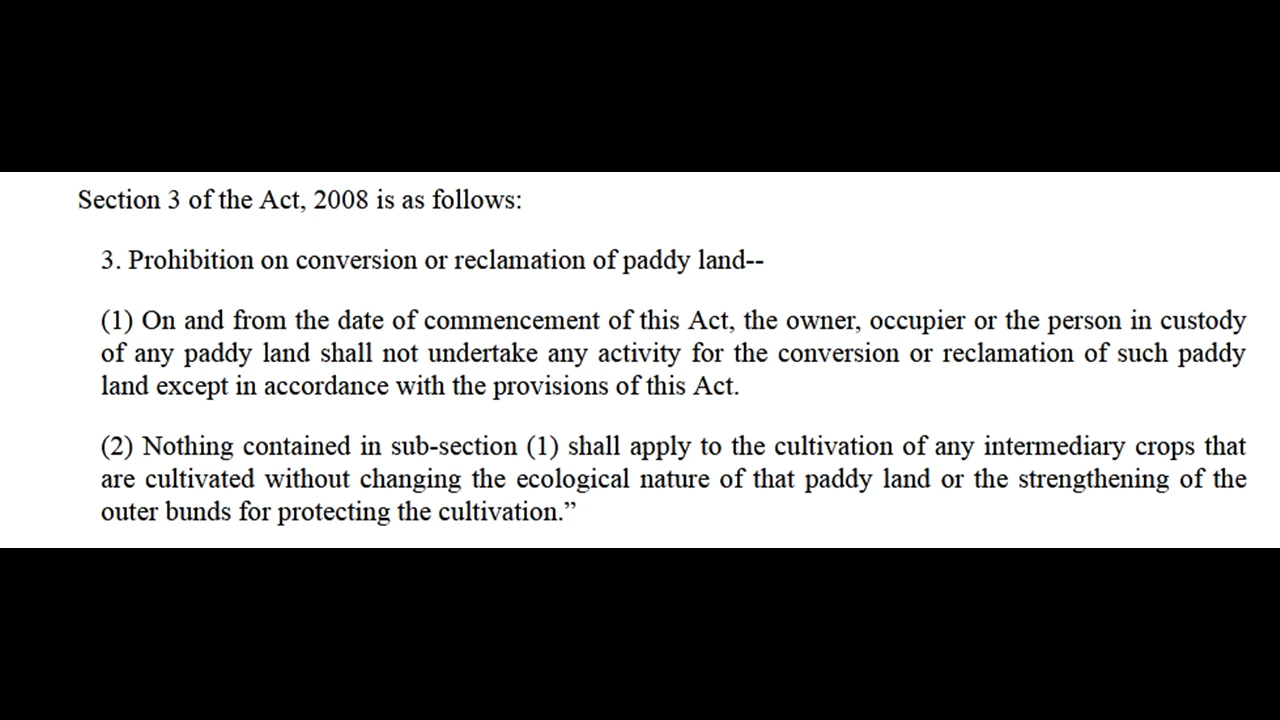 Section 3 of the Act, 2008 is as follows:
3. Prohibition on conversion or reclamation of paddy land--
(1) On and from the date of commencement of this Act, the owner, occupier or the person in custody
of any paddy land shall not undertake any activity for the conversion or reclamation of such paddy
land except in accordance with the provisions of this Act.
(2) Nothing contained in sub-section (1) shall apply to the cultivation of any intermediary crops that
are cultivated without changing the ecological nature of that paddy land or the strengthening of the
outer bunds for protecting the cultivation.”